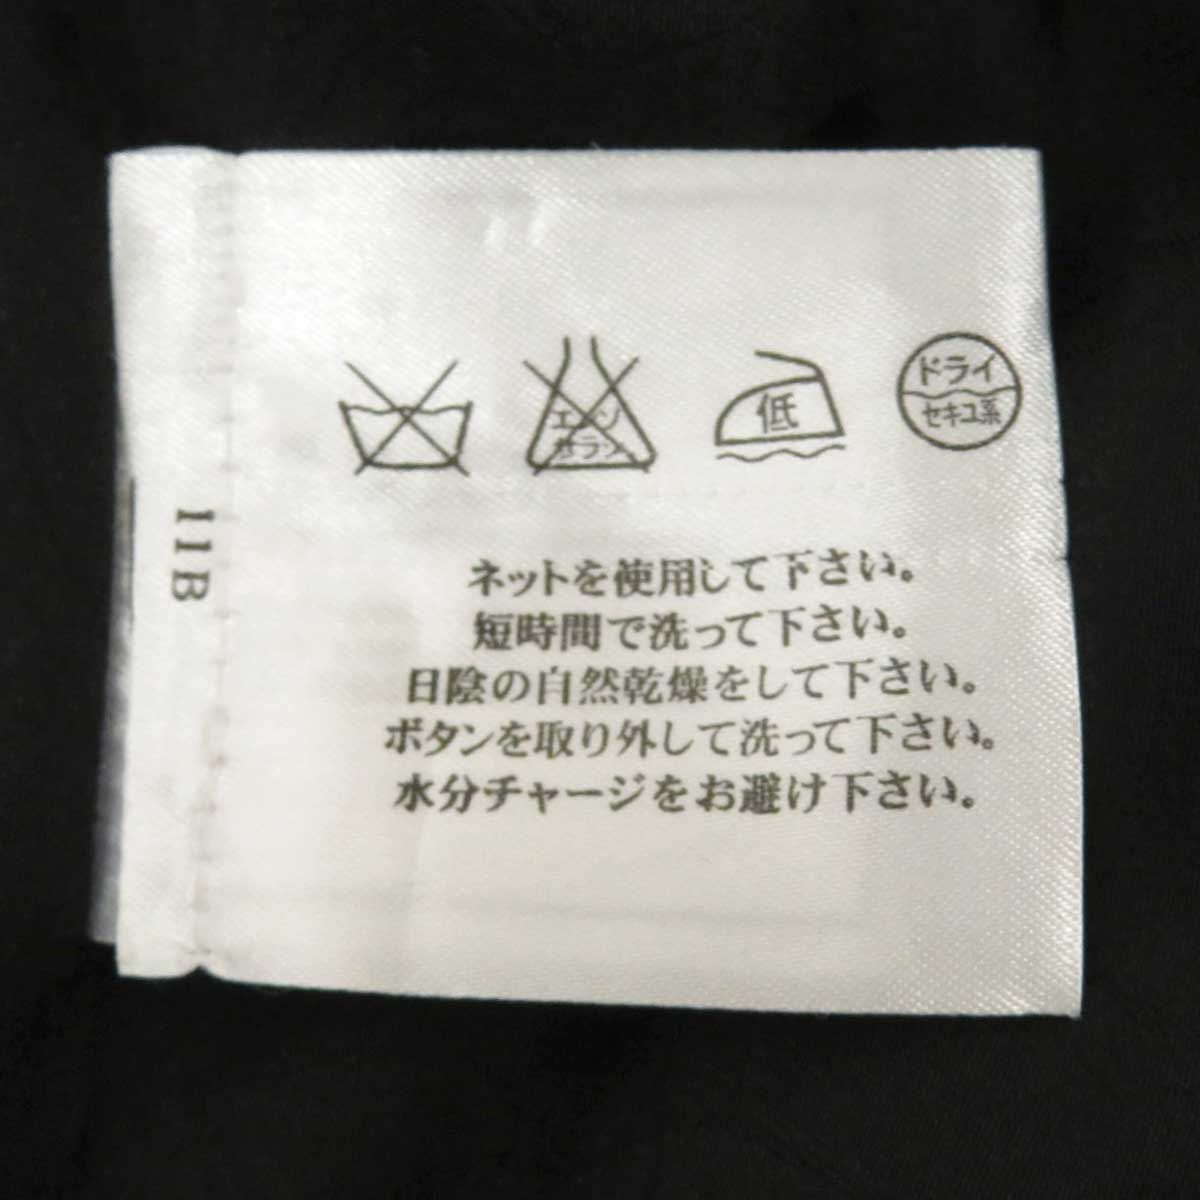 エンソ
サラシ
低
ドライ
セキユ系
11B
ネットを使用して下さい。
短時間で洗って下さい。
日陰の自然乾燥をして下さい。
ボタンを取り外して洗って下さい。
水分チャージをお避け下さい。